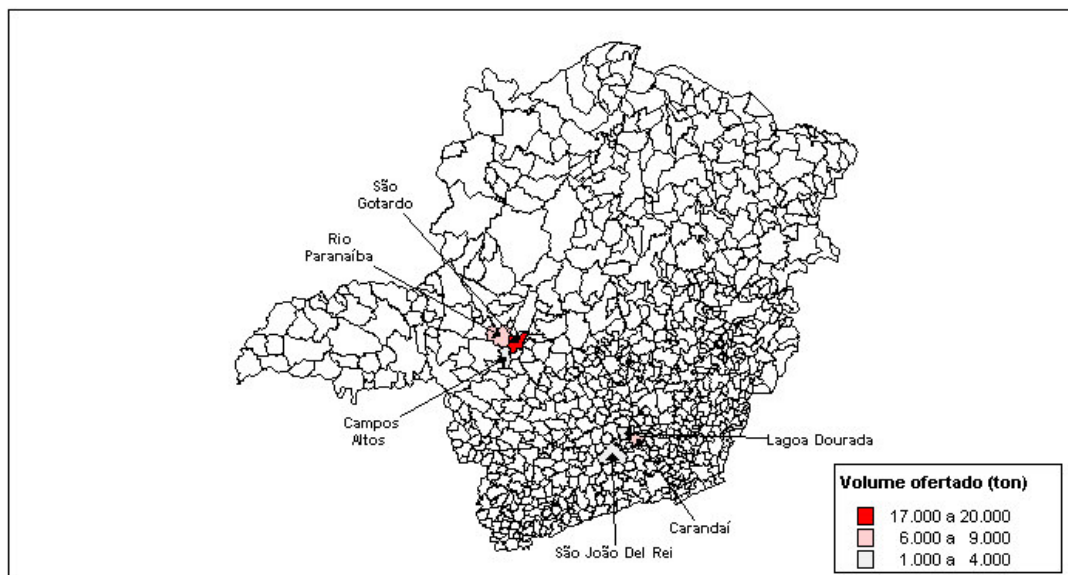 São
Gotardo
Rio
Paranaíba
Campos
Altos
Lagoa Dourada
Carandaí
São João Del Rei
Volume ofertado (ton)
17.000 a 20.000
6.000 a 9.000
1.000 a 4.000